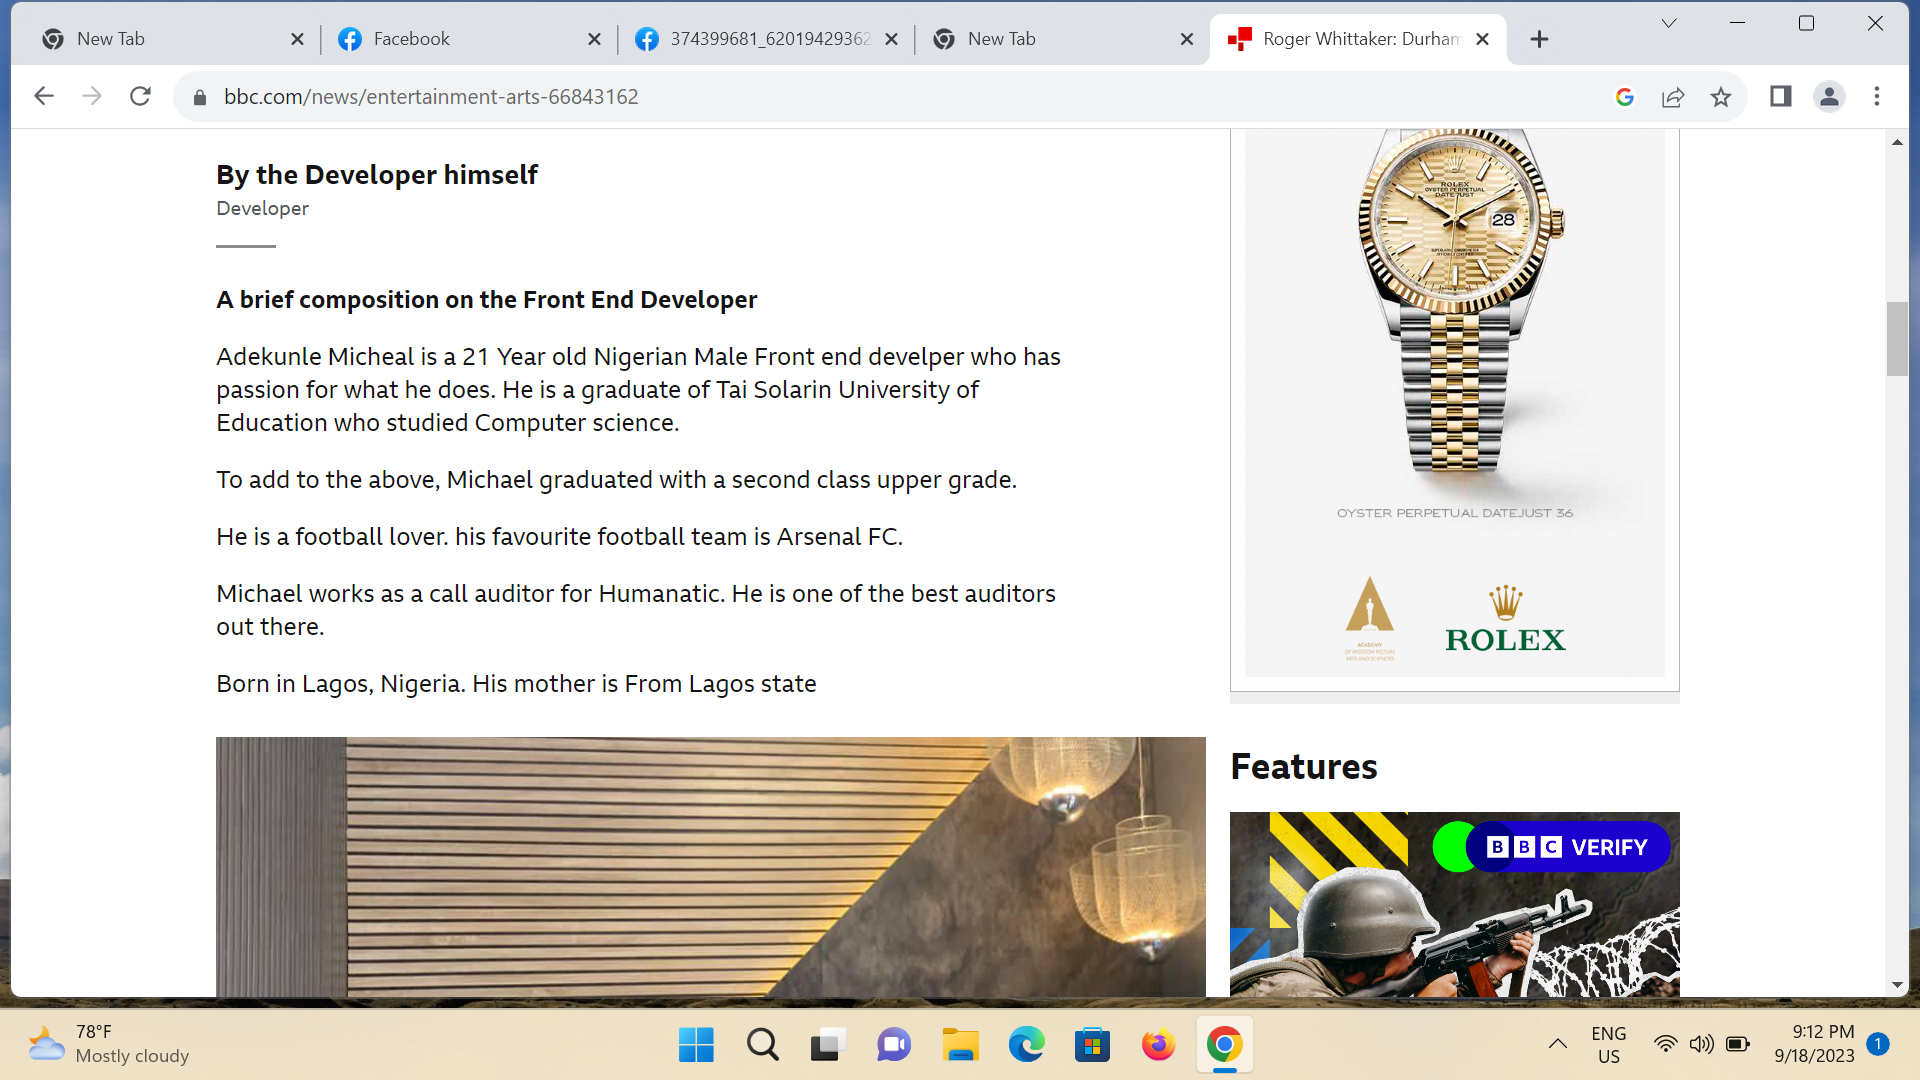 New Tab
Facebook
374399681_62019429362
New Tab
Roger Whittaker: Durham
bbc.com/news/entertainment-arts-66843162
By the Developer himself
Developer
A brief composition on the Front End Developer
Adekunle Micheal is a 21 Year old Nigerian Male Front end develper who has
passion for what he does. He is a graduate of Tai Solarin University of
Education who studied Computer science.
To add to the above, Michael graduated with a second class upper grade.
He is a football lover. his favourite football team is Arsenal FC.
Michael works as a call auditor for Humanatic. He is one of the best auditors
out there.
Born in Lagos, Nigeria. His mother is From Lagos state
ROLEX
OYSTER PERPETUAL
DATEJUST
28
OYSTER PERPETUAL DATEJUST 36
ACADEMY
OF MOTION PICTURE
ARTS AND SCIENCES
ROLEX
Features
BBC VERIFY
78°F
Mostly cloudy
ENG
US
9:12 PM
9/18/2023
1